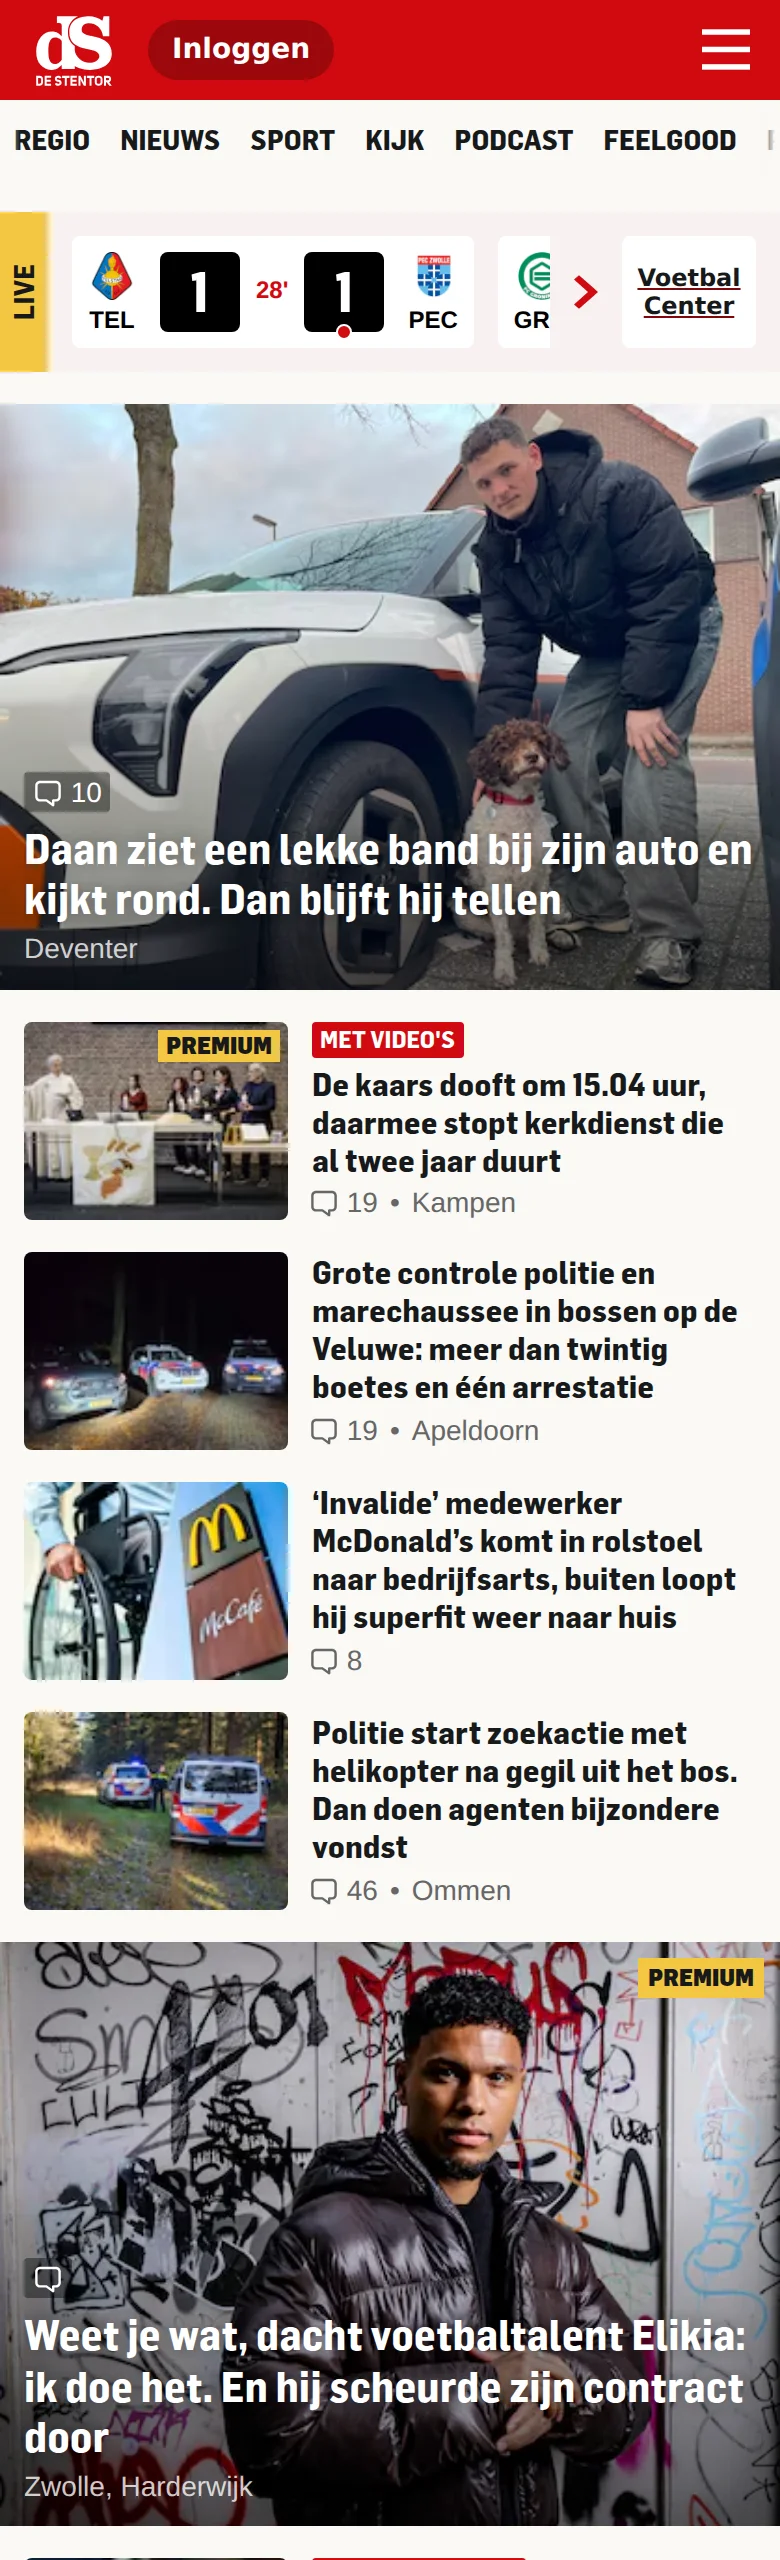 dS
DE STENTOR
Inloggen
REGIO NIEUWS SPORT KIJK PODCAST FEELGOOD
LIVE
TEL 1 28' 1 PEC
GR
Voetbal
Center
10
Daan ziet een lekke band bij zijn auto en
kijkt rond. Dan blijft hij tellen
Deventer
PREMIUM
MET VIDEO'S
De kaars dooft om 15.04 uur,
daarmee stopt kerkdienst die
al twee jaar duurt
19 • Kampen
Grote controle politie en
marechaussee in bossen op de
Veluwe: meer dan twintig
boetes en één arrestatie
19 • Apeldoorn
McCafé
‘Invalide’ medewerker
McDonald’s komt in rolstoel
naar bedrijfsarts, buiten loopt
hij superfit weer naar huis
8
Politie start zoekactie met
helikopter na gegil uit het bos.
Dan doen agenten bijzondere
vondst
46 • Ommen
PREMIUM
Weet je wat, dacht voetbaltalent Elikia:
ik doe het. En hij scheurde zijn contract
door
Zwolle, Harderwijk